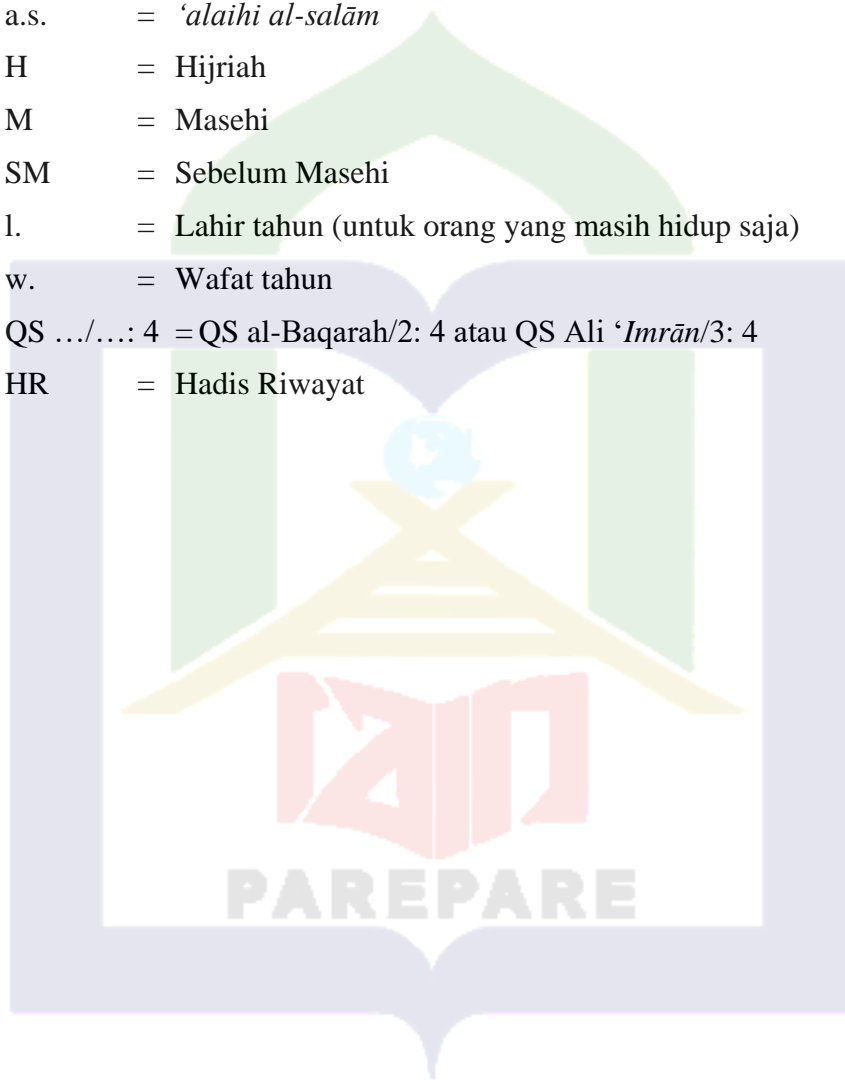 a.s. = ‘alaihi al-salām
H = Hijriah
M = Masehi
SM = Sebelum Masehi
l. = Lahir tahun (untuk orang yang masih hidup saja)
w. = Wafat tahun
QS …/…: 4 = QS al-Baqarah/2: 4 atau QS Ali ‘Imrān/3: 4
HR = Hadis Riwayat
iain
PAREPARE